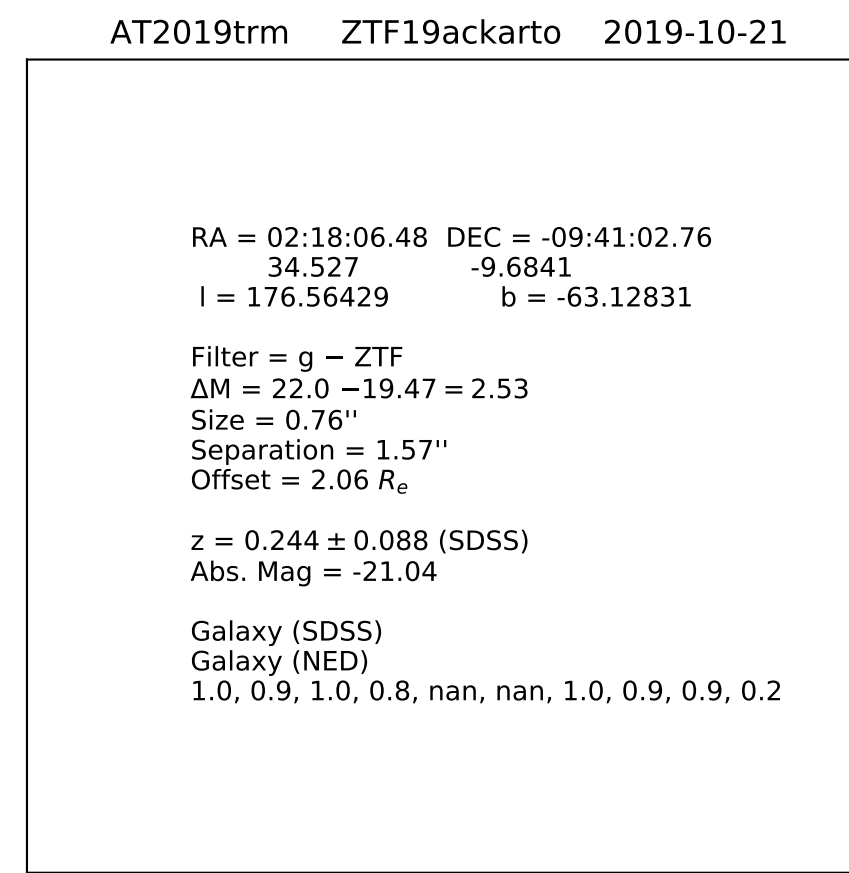 AT2019trm ZTF19ackarto 2019-10-21
RA = 02:18:06.48 DEC = -09:41:02.76
34.527 -9.6841
l = 176.56429 b = -63.12831
Filter = g − ZTF
ΔM = 22.0 −19.47 = 2.53
Size = 0.76''
Separation = 1.57''
Offset = 2.06 Rₑ
z = 0.244 ± 0.088 (SDSS)
Abs. Mag = -21.04
Galaxy (SDSS)
Galaxy (NED)
1.0, 0.9, 1.0, 0.8, nan, nan, 1.0, 0.9, 0.9, 0.2